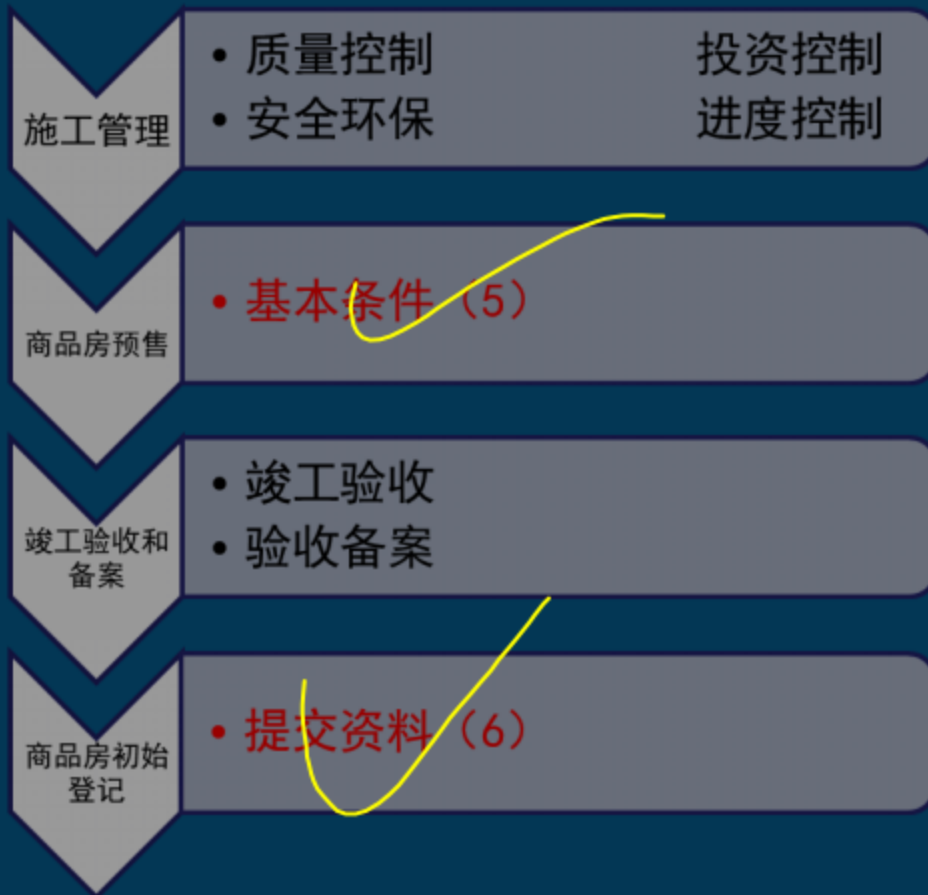 施工管理
• 质量控制 投资控制
• 安全环保 进度控制
商品房预售
• 基本条件（5）
竣工验收和
备案
• 竣工验收
• 验收备案
商品房初始
登记
• 提交资料（6）